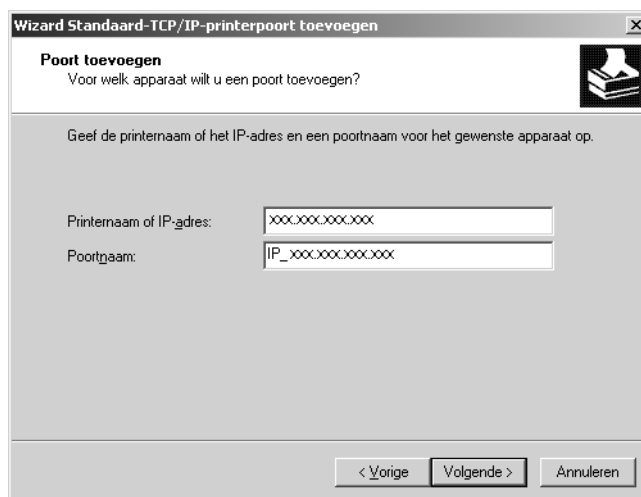 Wizard Standaard-TCP/IP-printerpoort toevoegen
Poort toevoegen
Voor welk apparaat wilt u een poort toevoegen?
Geef de printernaam of het IP-adres en een poortnaam voor het gewenste apparaat op.
Printernaam of IP-adres: xxx.xxx.xxx.xxx
Poortnaam: IP_xxx.xxx.xxx.xxx
< Vorige Volgende > Annuleren